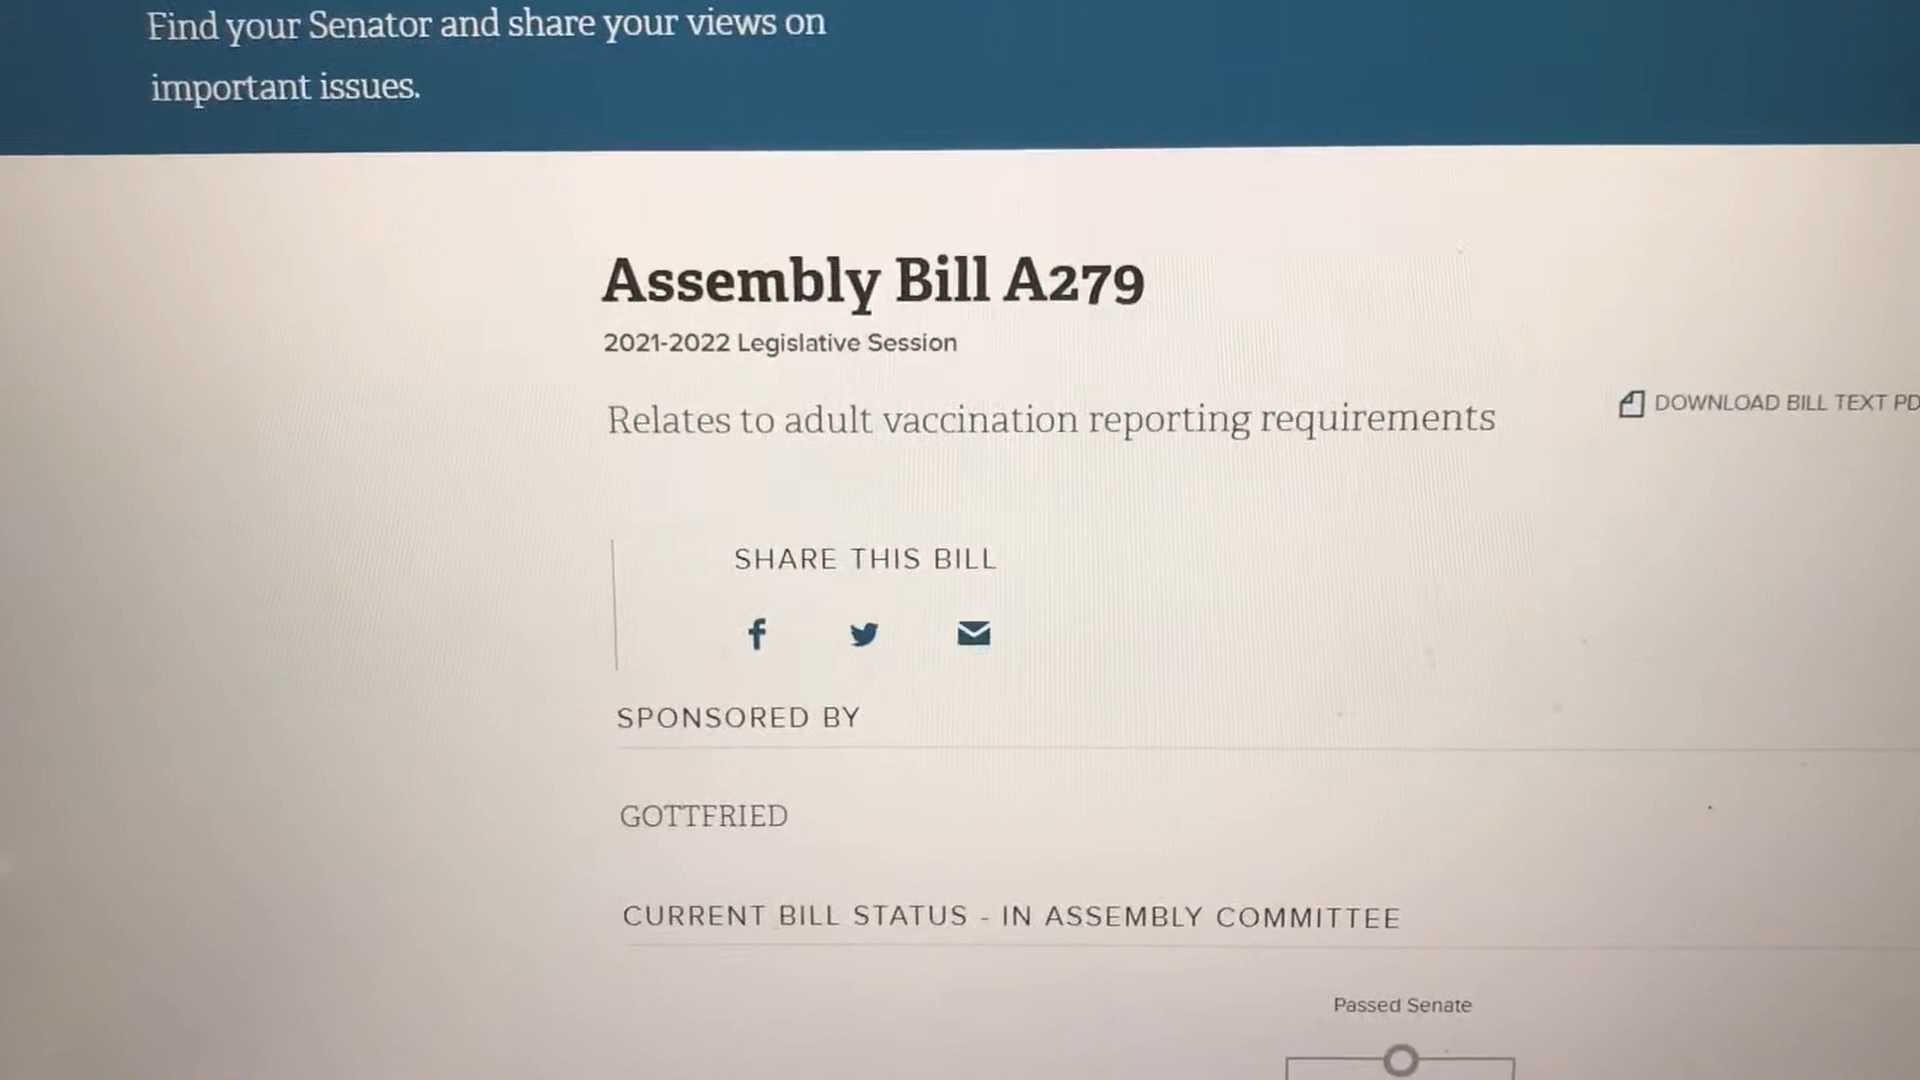 Find your Senator and share your views on
important issues.
Assembly Bill A279
2021-2022 Legislative Session
Relates to adult vaccination reporting requirements
DOWNLOAD BILL TEXT PD
SHARE THIS BILL
SPONSORED BY
GOTTFRIED
CURRENT BILL STATUS - IN ASSEMBLY COMMITTEE
Passed Senate